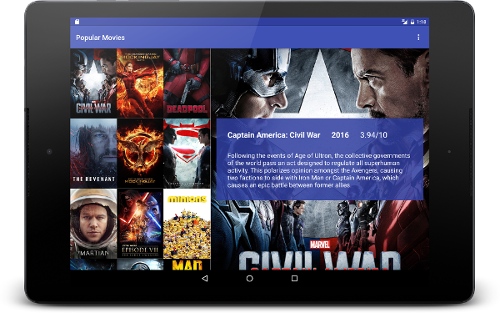 1:50
Popular Movies
CIVIL WAR
DEADPOOL
THE REVENANT
MARTIAN
EPISODE VII
minions
MARVEL
CIVIL WAR
Captain America: Civil War 2016 3.94/10
Following the events of Age of Ultron, the collective governments
of the world pass an act designed to regulate all superhuman
activity. This polarizes opinion amongst the Avengers, causing
two factions to side with Iron Man or Captain America, which
causes an epic battle between former allies